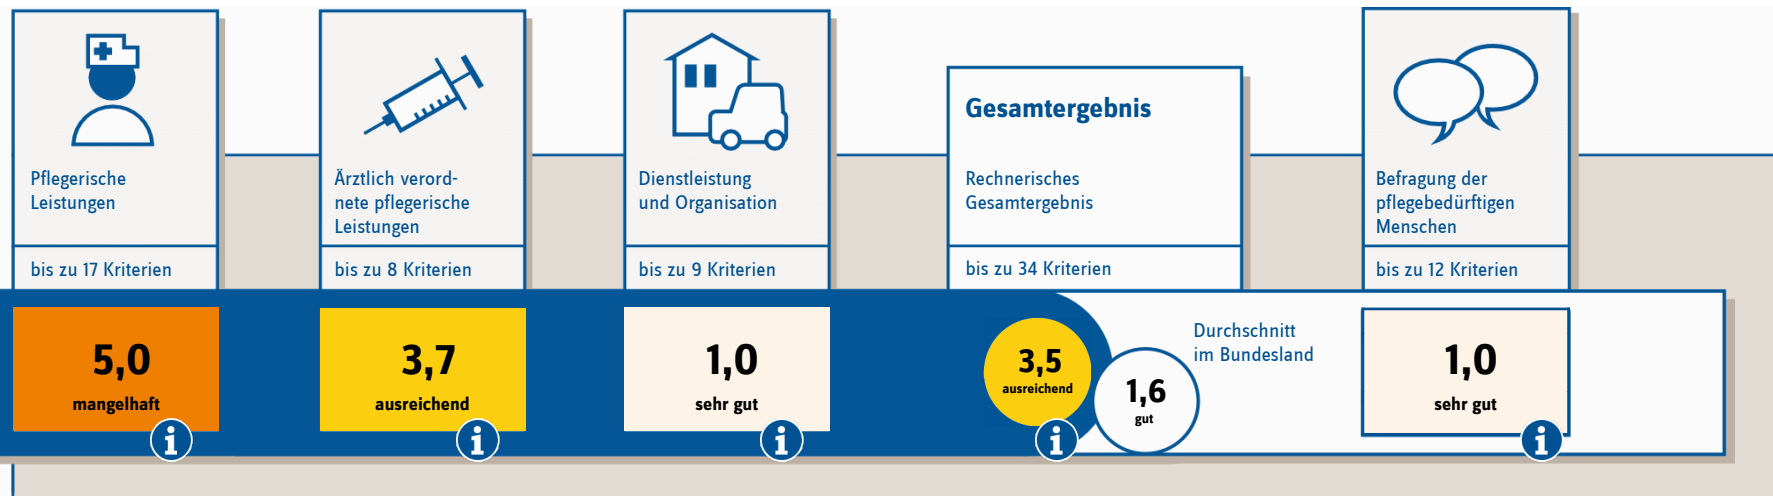 Pflegerische
Leistungen
bis zu 17 Kriterien
5,0
mangelhaft
i
Ärztlich verord-
nete pflegerische
Leistungen
bis zu 8 Kriterien
3,7
ausreichend
i
Dienstleistung
und Organisation
bis zu 9 Kriterien
1,0
sehr gut
i
Gesamtergebnis
Rechnerisches
Gesamtergebnis
bis zu 34 Kriterien
3,5
ausreichend
i
Durchschnitt
im Bundesland
1,6
gut
Befragung der
pflegebedürftigen
Menschen
bis zu 12 Kriterien
1,0
sehr gut
i